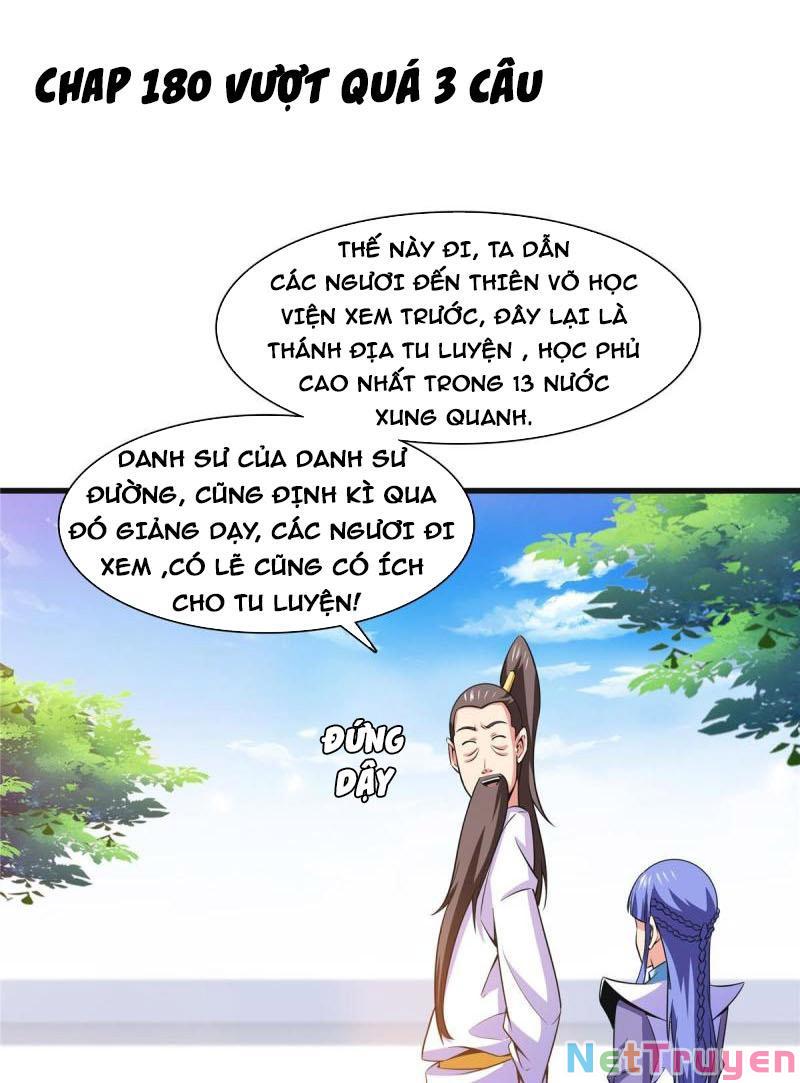 CHAP 180 VƯỢT QUÁ 3 CÂU
THẾ NÀY ĐI, TA DẪN
CÁC NGƯƠI ĐẾN THIÊN VÕ HỌC
VIỆN XEM TRƯỚC, ĐÂY LẠI LÀ
THÁNH ĐỊA TU LUYỆN , HỌC PHỦ
CAO NHẤT TRONG 13 NƯỚC
XUNG QUANH.
DANH SƯ CỦA DANH SƯ
ĐƯỜNG, CŨNG ĐỊNH KÌ QUA
ĐÓ GIẢNG DẠY, CÁC NGƯƠI ĐI
XEM ,CÓ LẼ CŨNG CÓ ÍCH
CHO TU LUYỆN!
ĐỨNG
DẬY
NetTruyen